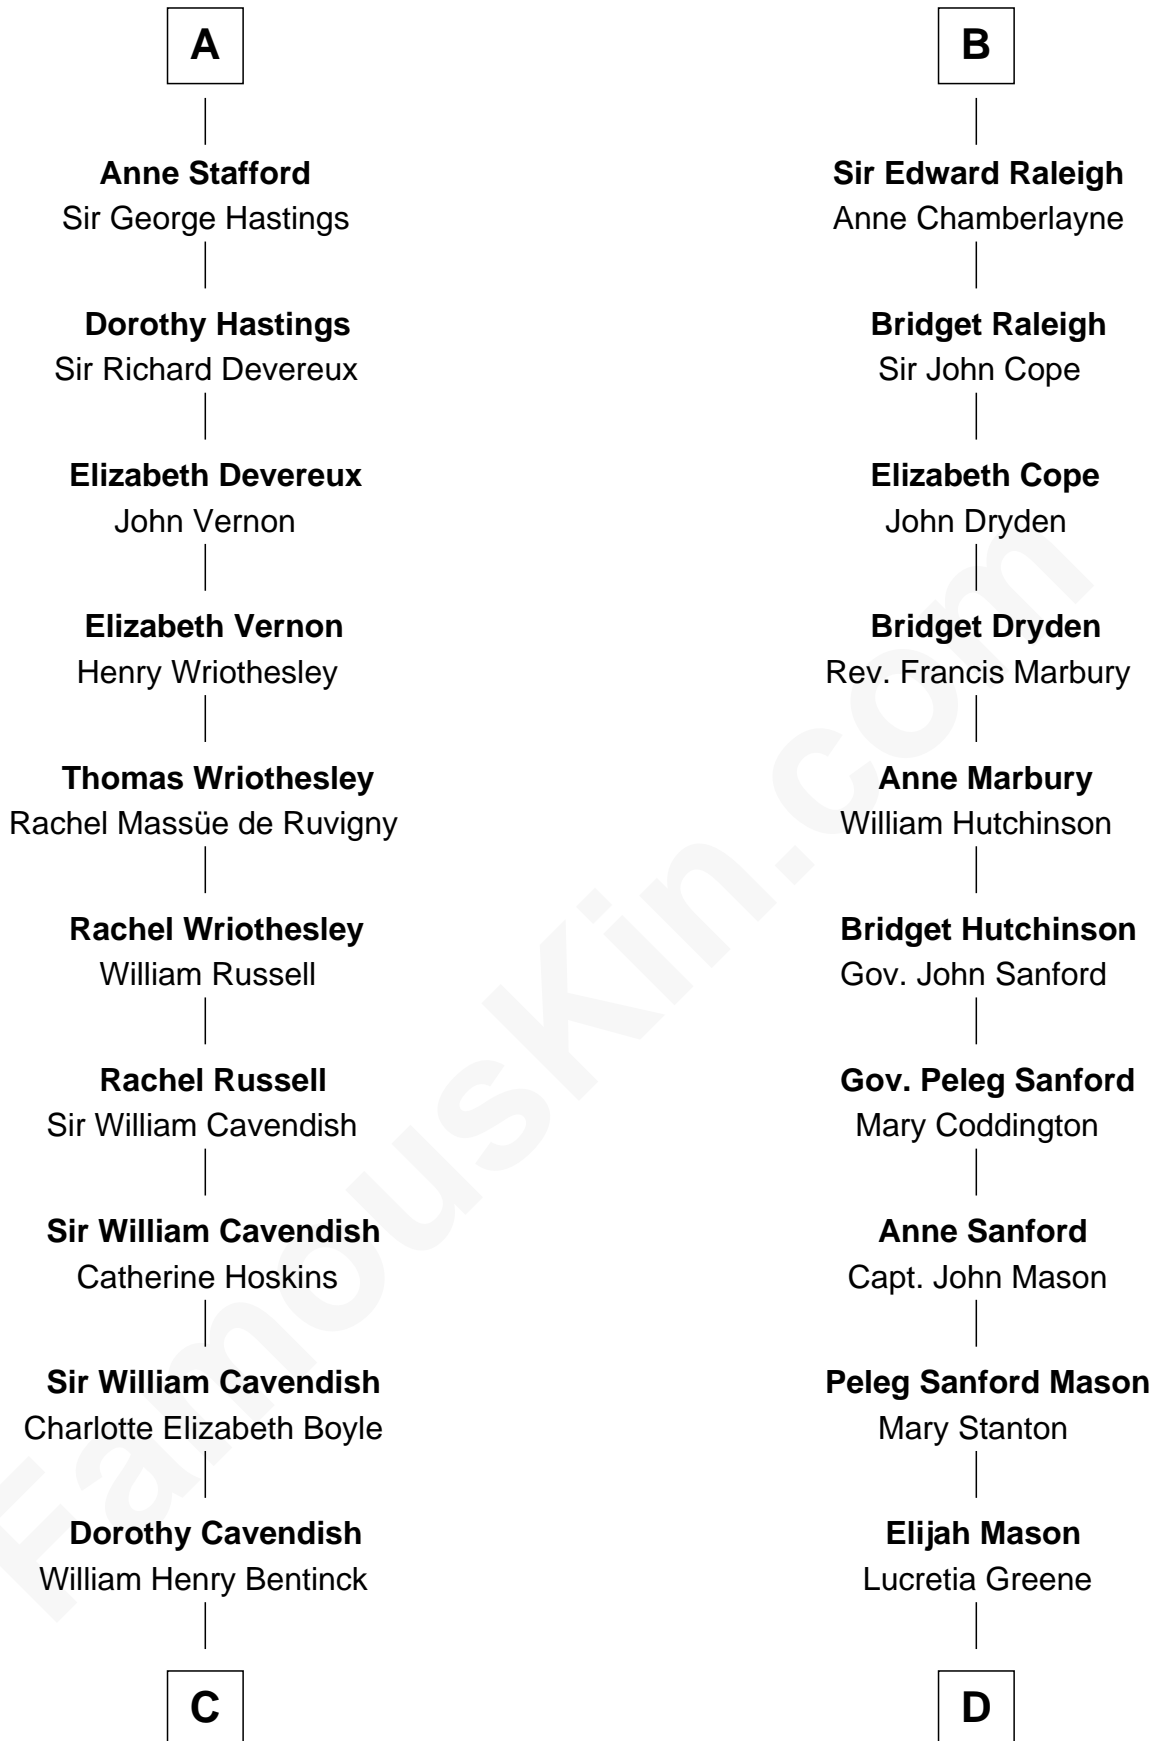 A
Anne Stafford
Sir George Hastings
Dorothy Hastings
Sir Richard Devereux
Elizabeth Devereux
John Vernon
Elizabeth Vernon
Henry Wriothesley
Thomas Wriothesley
Rachel Massüe de Ruvigny
Rachel Wriothesley
William Russell
Rachel Russell
Sir William Cavendish
Sir William Cavendish
Catherine Hoskins
Sir William Cavendish
Charlotte Elizabeth Boyle
Dorothy Cavendish
William Henry Bentinck
C
B
Sir Edward Raleigh
Anne Chamberlayne
Bridget Raleigh
Sir John Cope
Elizabeth Cope
John Dryden
Bridget Dryden
Rev. Francis Marbury
Anne Marbury
William Hutchinson
Bridget Hutchinson
Gov. John Sanford
Gov. Peleg Sanford
Mary Coddington
Anne Sanford
Capt. John Mason
Peleg Sanford Mason
Mary Stanton
Elijah Mason
Lucretia Greene
D
FamousKin.com